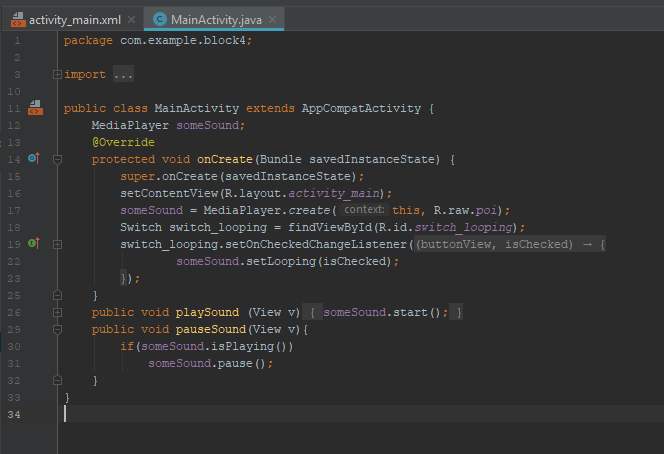 activity_main.xml × MainActivity.java ×
1 package com.example.block4;
2
3 import ...
10
11 public class MainActivity extends AppCompatActivity {
12 MediaPlayer someSound;
13 @Override
14 protected void onCreate(Bundle savedInstanceState) {
15 super.onCreate(savedInstanceState);
16 setContentView(R.layout.activity_main);
17 someSound = MediaPlayer.create( context: this, R.raw.poi);
18 Switch switch_looping = findViewById(R.id.switch_looping);
19 switch_looping.setOnCheckedChangeListener((buttonView, isChecked) → {
22 someSound.setLooping(isChecked);
23 });
25 }
26 public void playSound (View v) { someSound.start(); }
29 public void pauseSound(View v){
30 if(someSound.isPlaying())
31 someSound.pause();
32 }
33 }
34